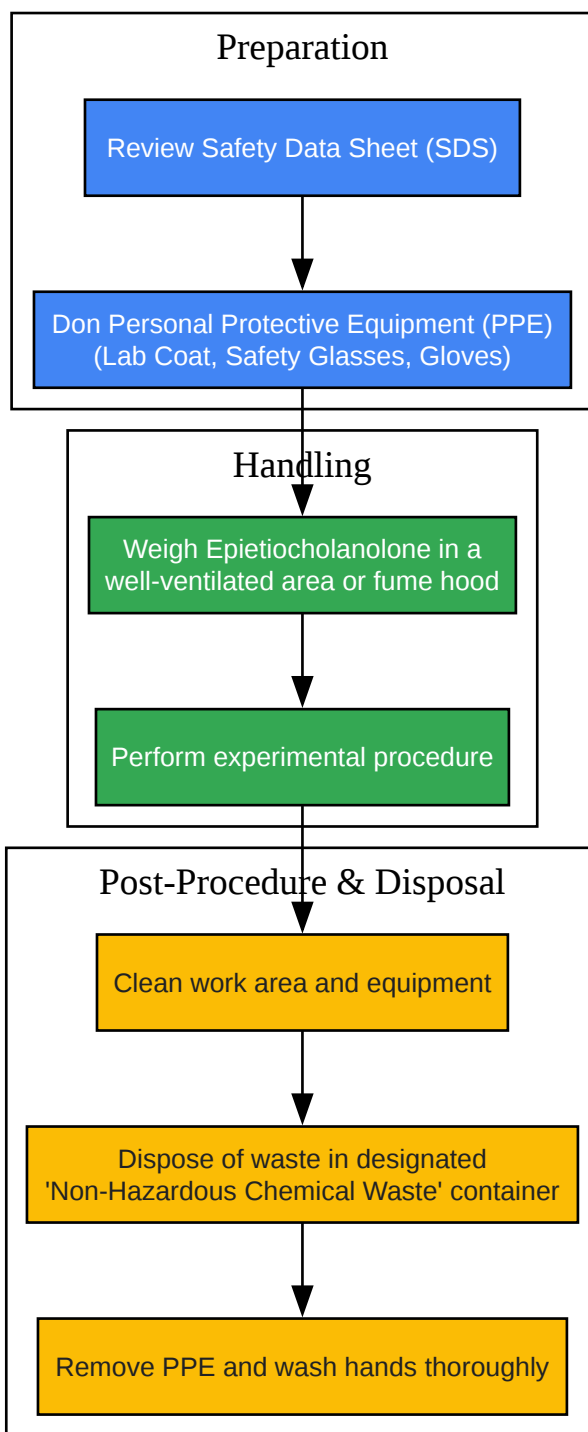 Preparation
Review Safety Data Sheet (SDS)
Don Personal Protective Equipment (PPE)
(Lab Coat, Safety Glasses, Gloves)
Handling
Weigh Epietiocholanolone in a
well-ventilated area or fume hood
Perform experimental procedure
Post-Procedure & Disposal
Clean work area and equipment
Dispose of waste in designated
'Non-Hazardous Chemical Waste' container
Remove PPE and wash hands thoroughly